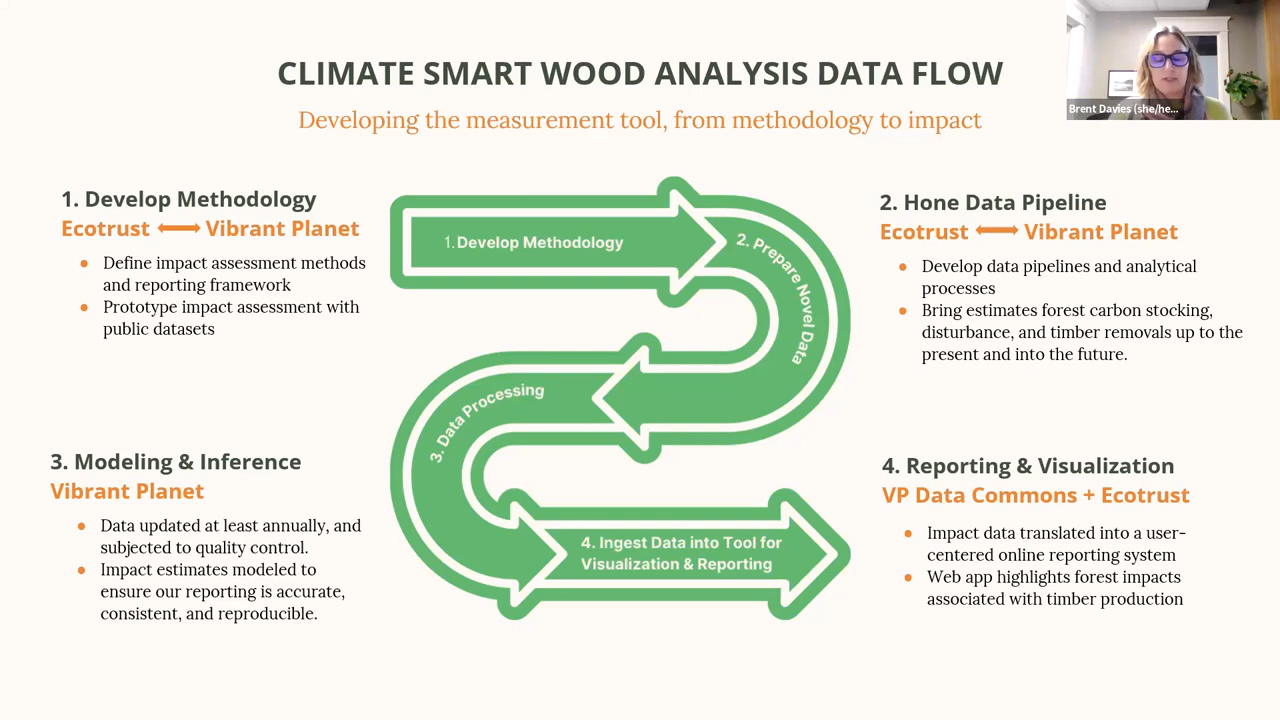 CLIMATE SMART WOOD ANALYSIS DATA FLOW
Developing the measurement tool, from methodology to impact
Brent Davies (she/he...
1. Develop Methodology
Ecotrust Vibrant Planet
Define impact assessment methods
and reporting framework
Prototype impact assessment with
public datasets
2. Hone Data Pipeline
Ecotrust Vibrant Planet
Develop data pipelines and analytical
processes
Bring estimates forest carbon stocking,
disturbance, and timber removals up to the
present and into the future.
1. Develop Methodology
2. Prepare Novel Data
3. Data Processing
4. Ingest Data into Tool for
Visualization & Reporting
3. Modeling & Inference
Vibrant Planet
Data updated at least annually, and
subjected to quality control.
Impact estimates modeled to
ensure our reporting is accurate,
consistent, and reproducible.
4. Reporting & Visualization
VP Data Commons + Ecotrust
Impact data translated into a user-
centered online reporting system
Web app highlights forest impacts
associated with timber production